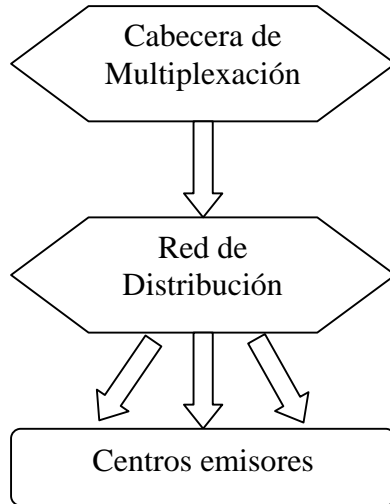 Cabecera de
Multiplexación
Red de
Distribución
Centros emisores